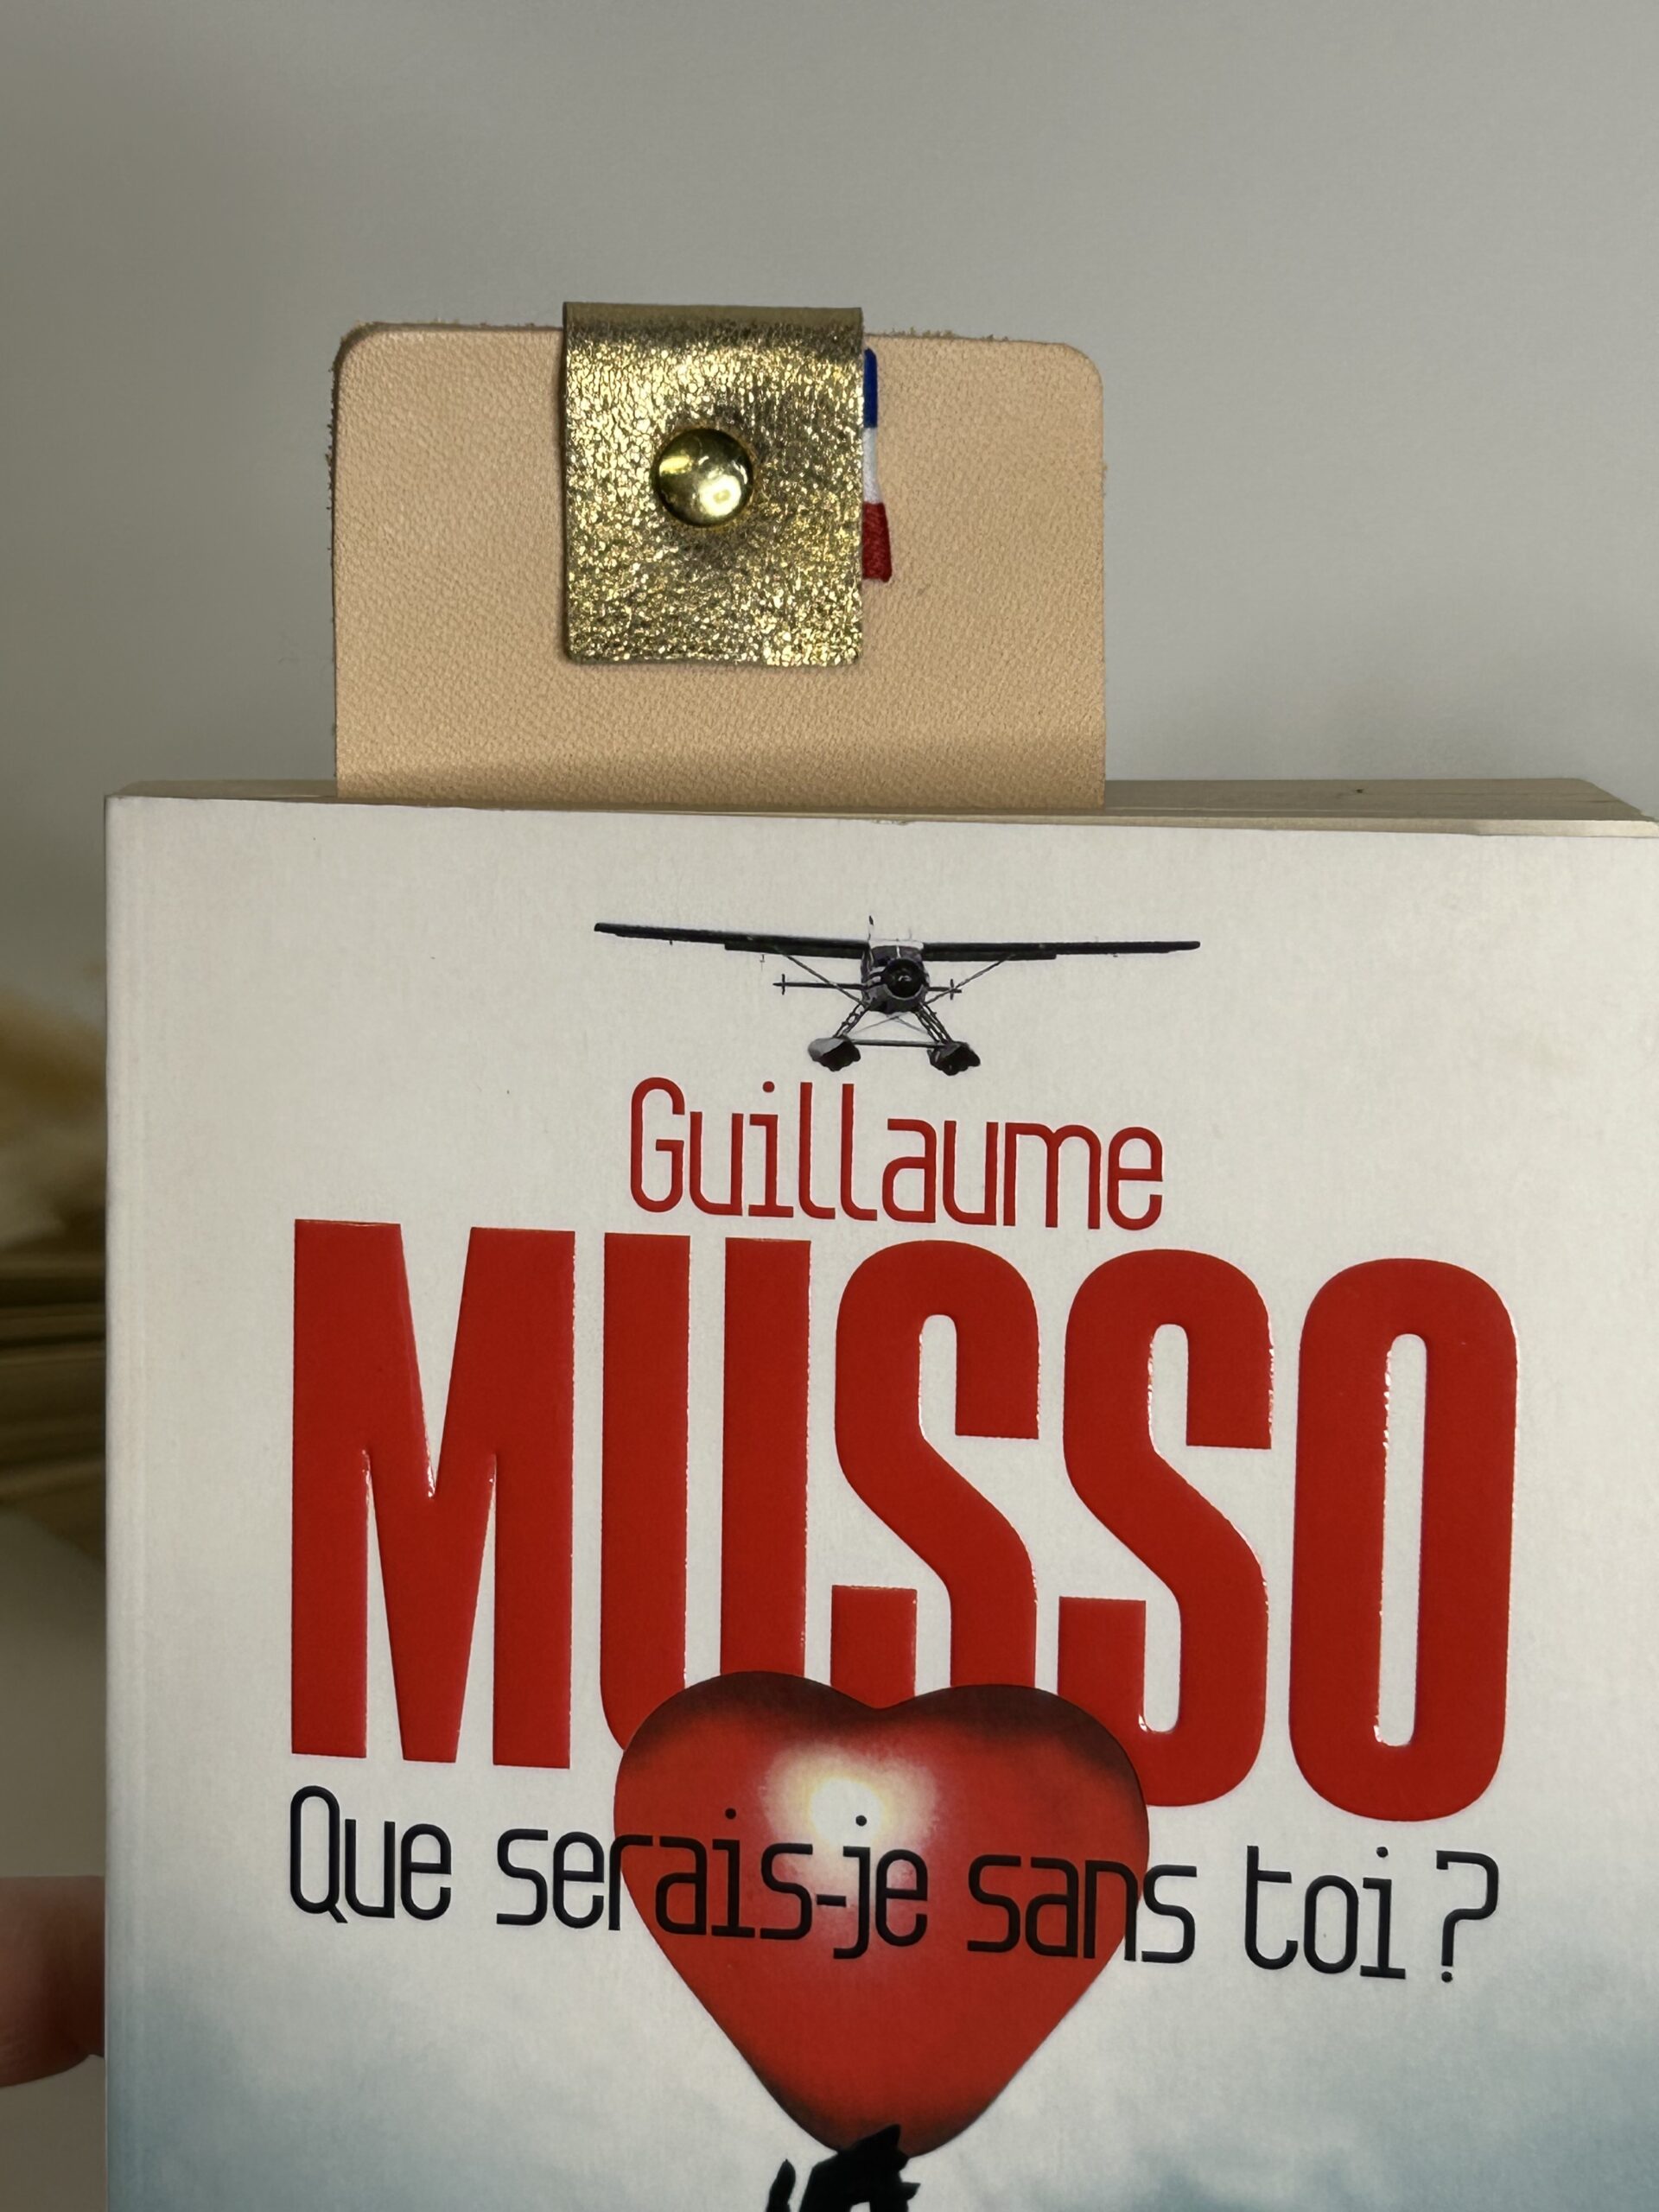 Guillaume
MUSSO
Que serais-je sans toi ?